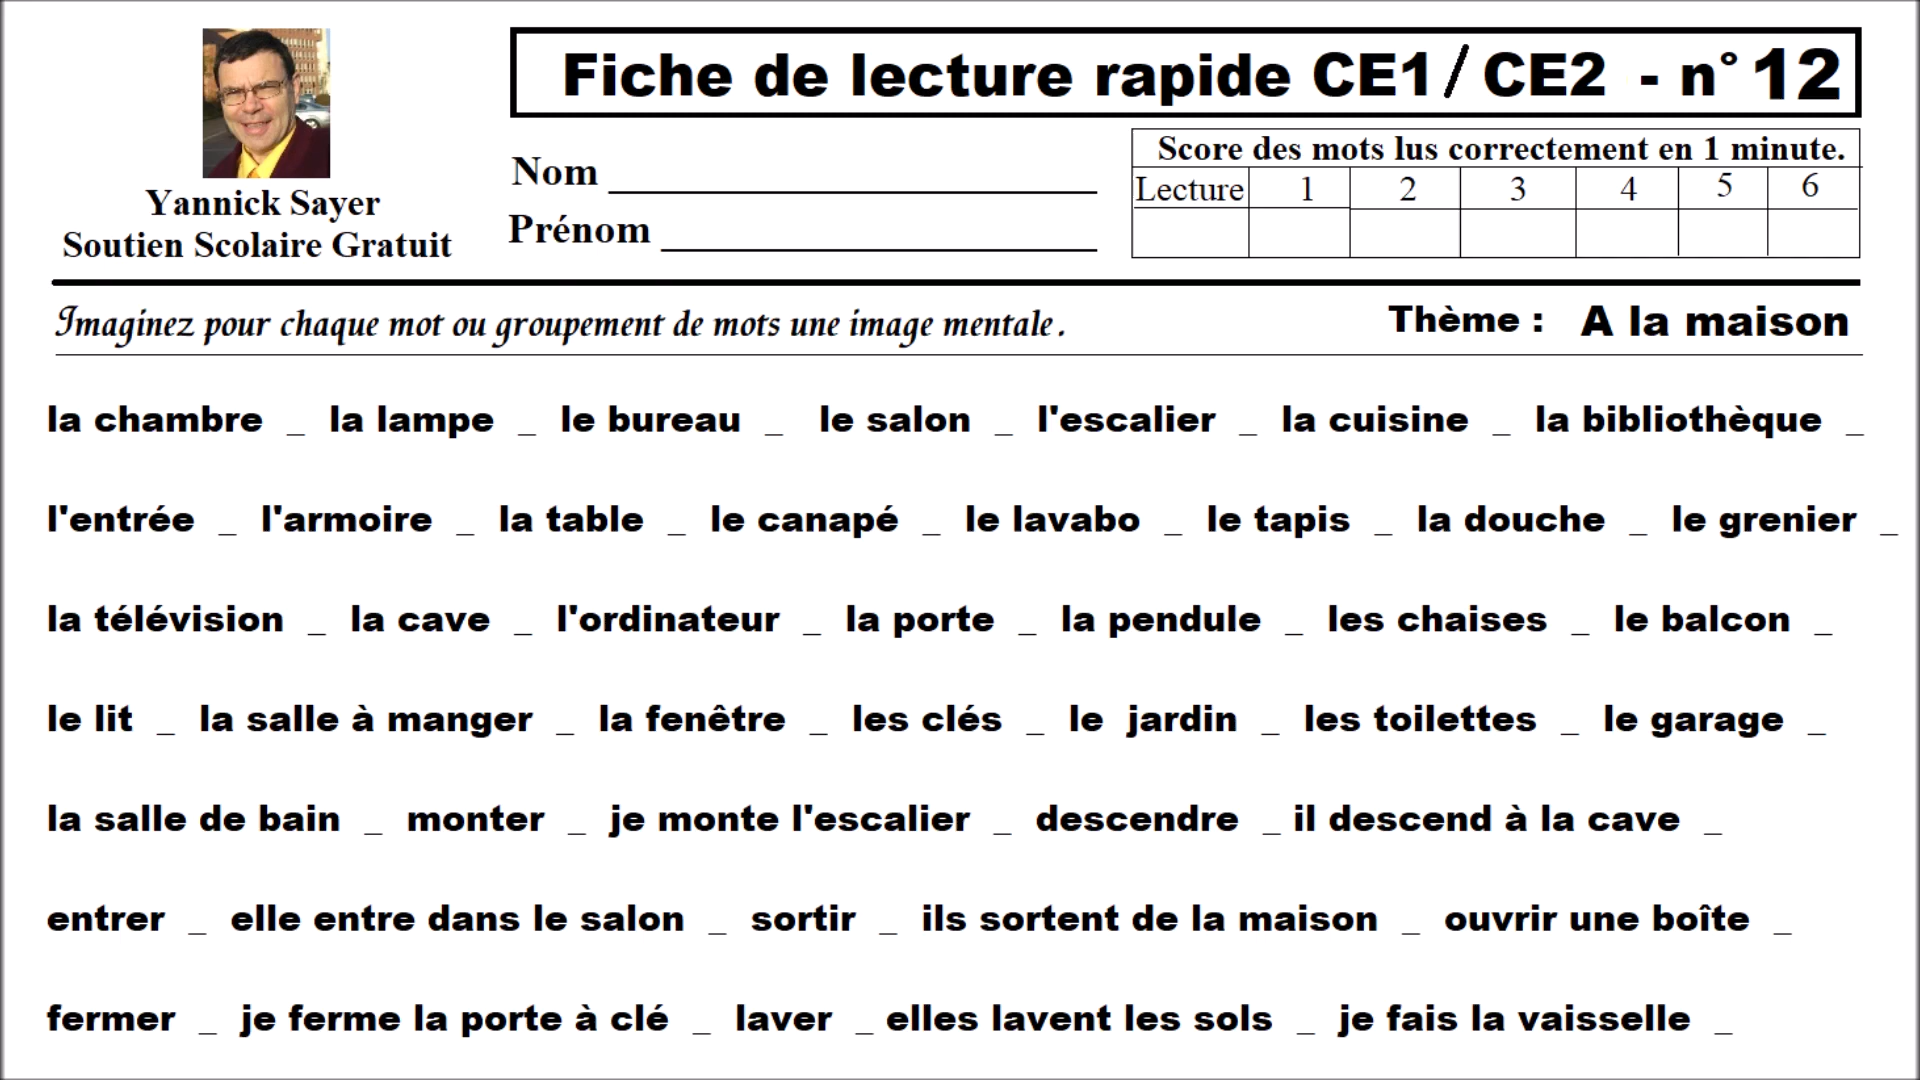 Fiche de lecture rapide CE1/ CE2 - n° 12
Yannick Sayer
Soutien Scolaire Gratuit
Nom ____________________
Prénom ____________________
Score des mots lus correctement en 1 minute.
Lecture 1 2 3 4 5 6
Imaginez pour chaque mot ou groupement de mots une image mentale.
Thème : A la maison
la chambre _ la lampe _ le bureau _ le salon _ l'escalier _ la cuisine _ la bibliothèque _
l'entrée _ l'armoire _ la table _ le canapé _ le lavabo _ le tapis _ la douche _ le grenier _
la télévision _ la cave _ l'ordinateur _ la porte _ la pendule _ les chaises _ le balcon _
le lit _ la salle à manger _ la fenêtre _ les clés _ le jardin _ les toilettes _ le garage _
la salle de bain _ monter _ je monte l'escalier _ descendre _ il descend à la cave _
entrer _ elle entre dans le salon _ sortir _ ils sortent de la maison _ ouvrir une boîte _
fermer _ je ferme la porte à clé _ laver _ elles lavent les sols _ je fais la vaisselle _